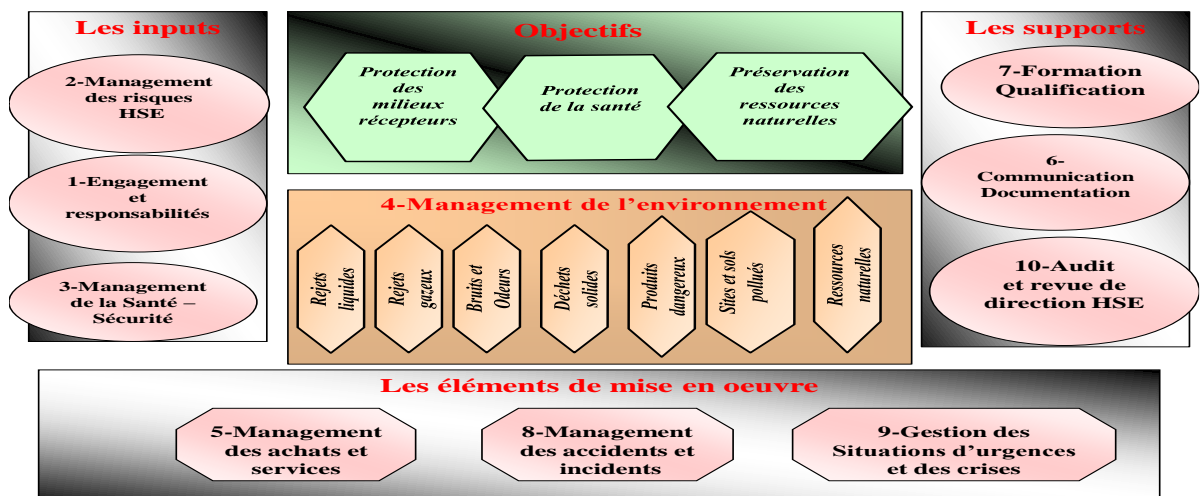 Les inputs
2-Management
des risques
HSE
1-Engagement
et
responsabilités
3-Management
de la Santé –
Sécurité
Objectifs
Protection
des
milieux
récepteurs
Protection
de la santé
Préservation
des
ressources
naturelles
4-Management de l’environnement
Rejets
liquides
Rejets
gazeux
Bruits et
Odeurs
Déchets
solides
Produits
dangereux
Sites et sols
pollués
Ressources
naturelles
Les supports
7-Formation
Qualification
6-
Communication
Documentation
10-Audit
et revue de
direction HSE
Les éléments de mise en oeuvre
5-Management
des achats et
services
8-Management
des accidents et
incidents
9-Gestion des
Situations d’urgences
et des crises